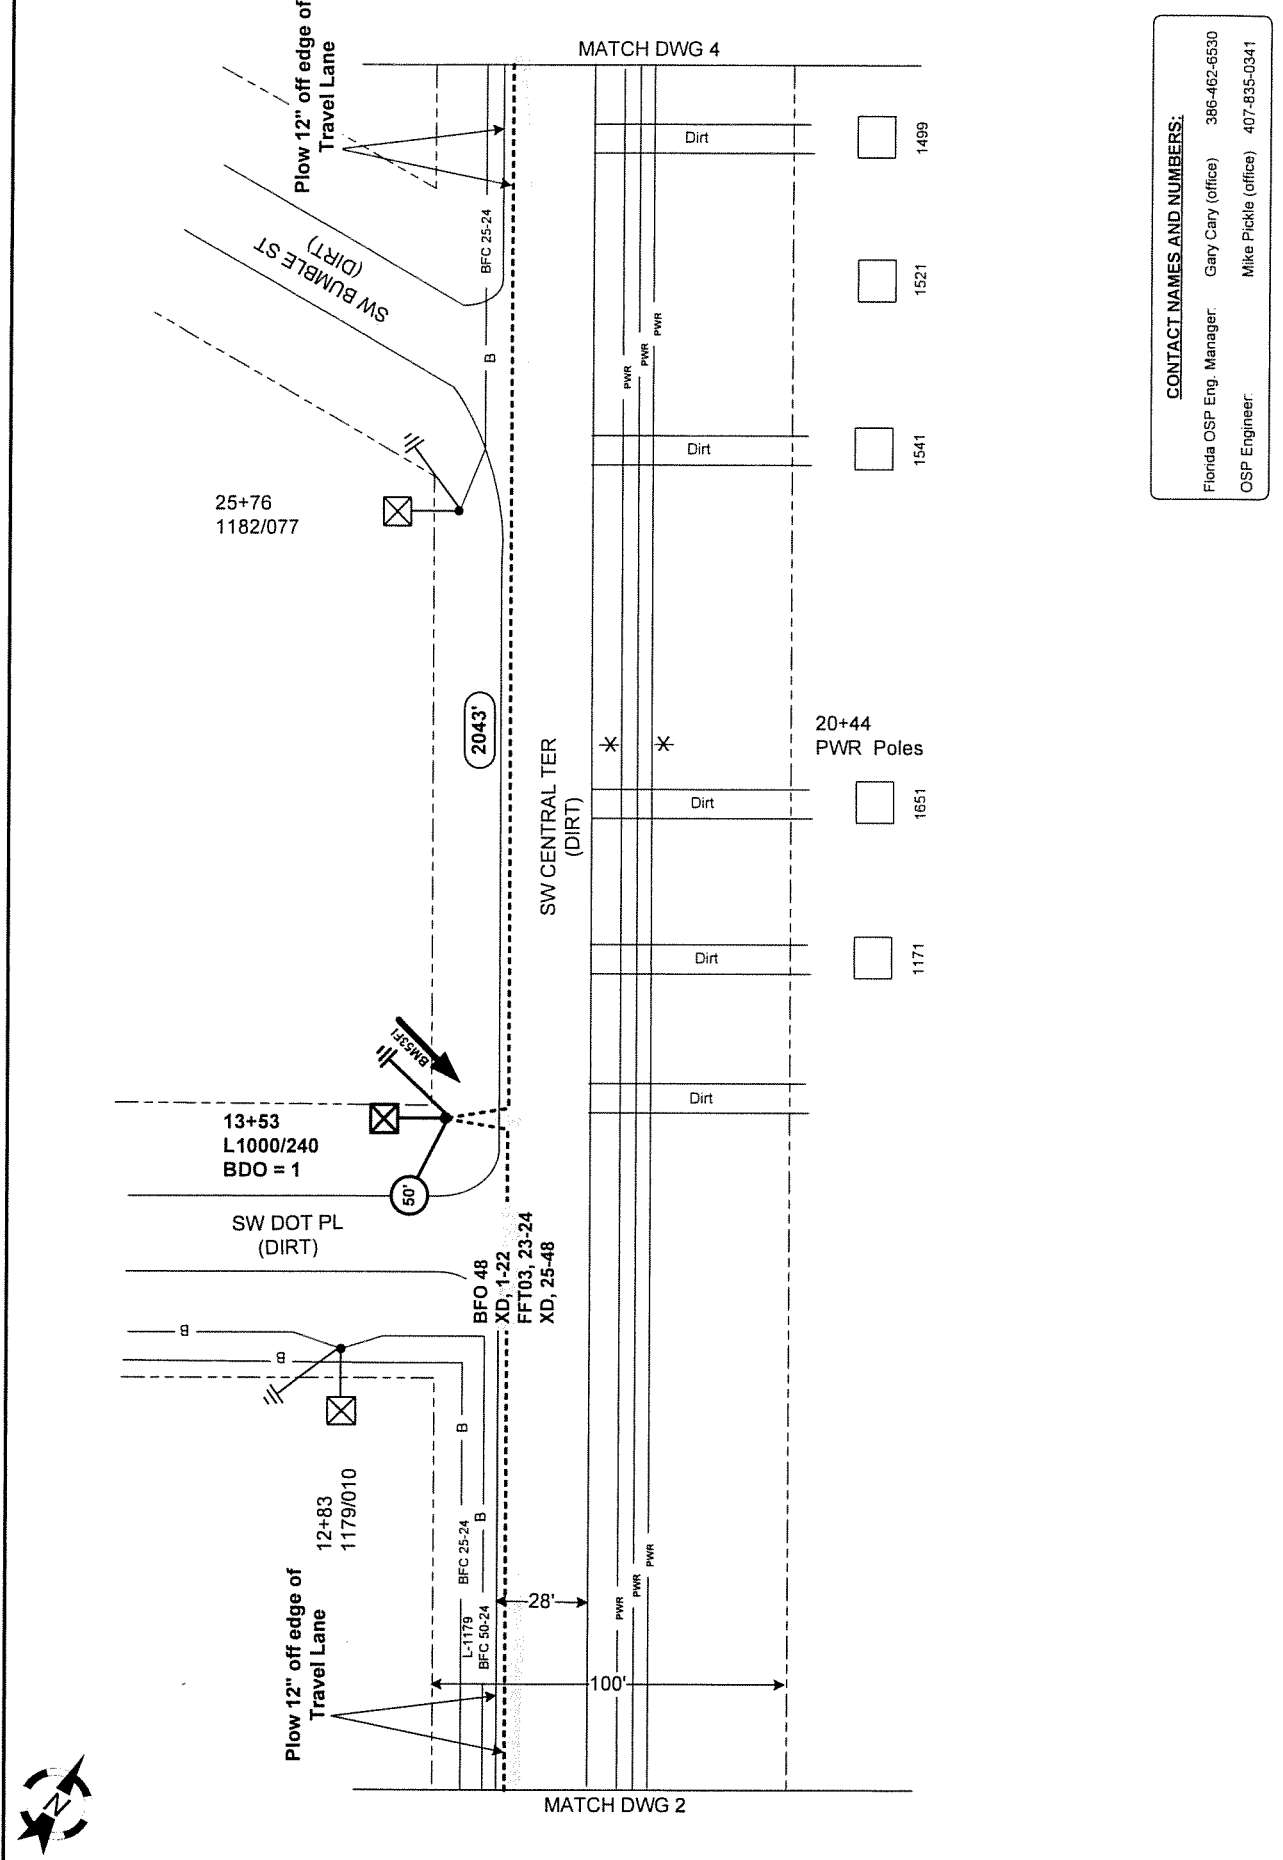 Plow 12" off edge of
Travel Lane
MATCH DWG 4
SW BUMBLE ST
(DIRT)
BFC 25-24
B
Dirt
1499
1521
PWR
PWR
PWR
Dirt
1541
25+76
1182/077
2043'
SW CENTRAL TER
(DIRT)
20+44
PWR Poles
Dirt
1651
Dirt
1171
Dirt
BM53FI
13+53
L1000/240
BDO = 1
50'
SW DOT PL
(DIRT)
BFO 48
XD, 1-22
FFT03, 23-24
XD, 25-48
B
B
B
B
12+83
1179/010
BFC 25-24
L-1179
BFC 50-24
Plow 12" off edge of
Travel Lane
28'
100'
PWR
PWR
PWR
MATCH DWG 2
N
CONTACT NAMES AND NUMBERS:
Florida OSP Eng. Manager: Gary Cary (office) 386-462-6530
OSP Engineer: Mike Pickle (office) 407-835-0341